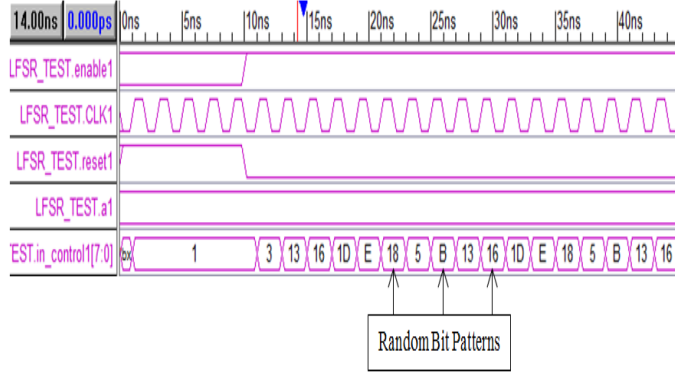 14.00ns 0.000ps 0ns 5ns 10ns 15ns 20ns 25ns 30ns 35ns 40ns
LFSR_TEST.enable1
LFSR_TEST.CLK1
LFSR_TEST.reset1
LFSR_TEST.a1
TEST.in_control1[7:0] bx 1 3 13 16 1D E 18 5 B 13 16 1D E 18 5 B 13 16
Random Bit Patterns